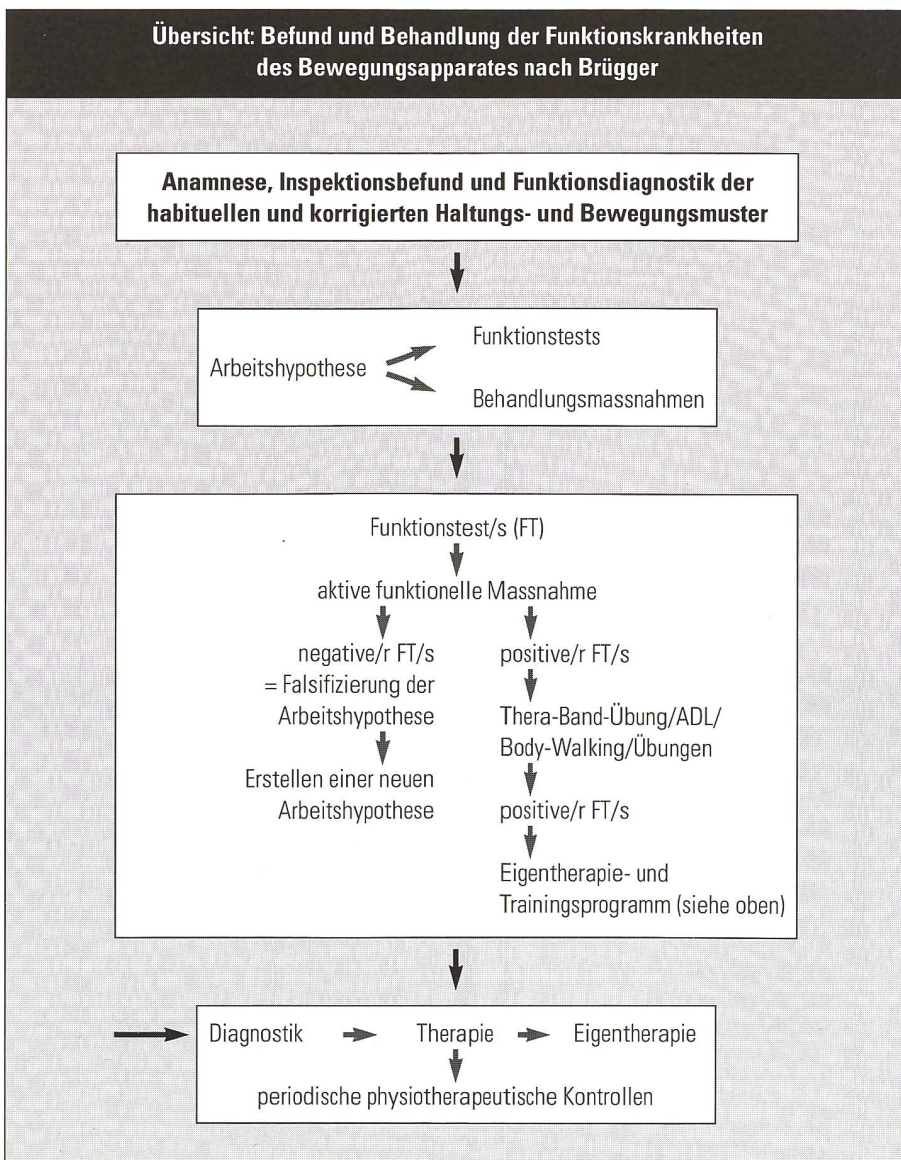 Übersicht: Befund und Behandlung der Funktionskrankheiten
des Bewegungsapparates nach Brügger
Anamnese, Inspektionsbefund und Funktionsdiagnostik der
habituellen und korrigierten Haltungs- und Bewegungsmuster
Funktionstests
Arbeitshypothese
Behandlungsmassnahmen
Funktionstest/s (FT)
aktive funktionelle Massnahme
negative/r FT/s
= Falsifizierung der
Arbeitshypothese
Erstellen einer neuen
Arbeitshypothese
positive/r FT/s
Thera-Band-Übung/ADL/
Body-Walking/Übungen
positive/r FT/s
Eigentherapie- und
Trainingsprogramm (siehe oben)
Diagnostik Therapie Eigentherapie
periodische physiotherapeutische Kontrollen